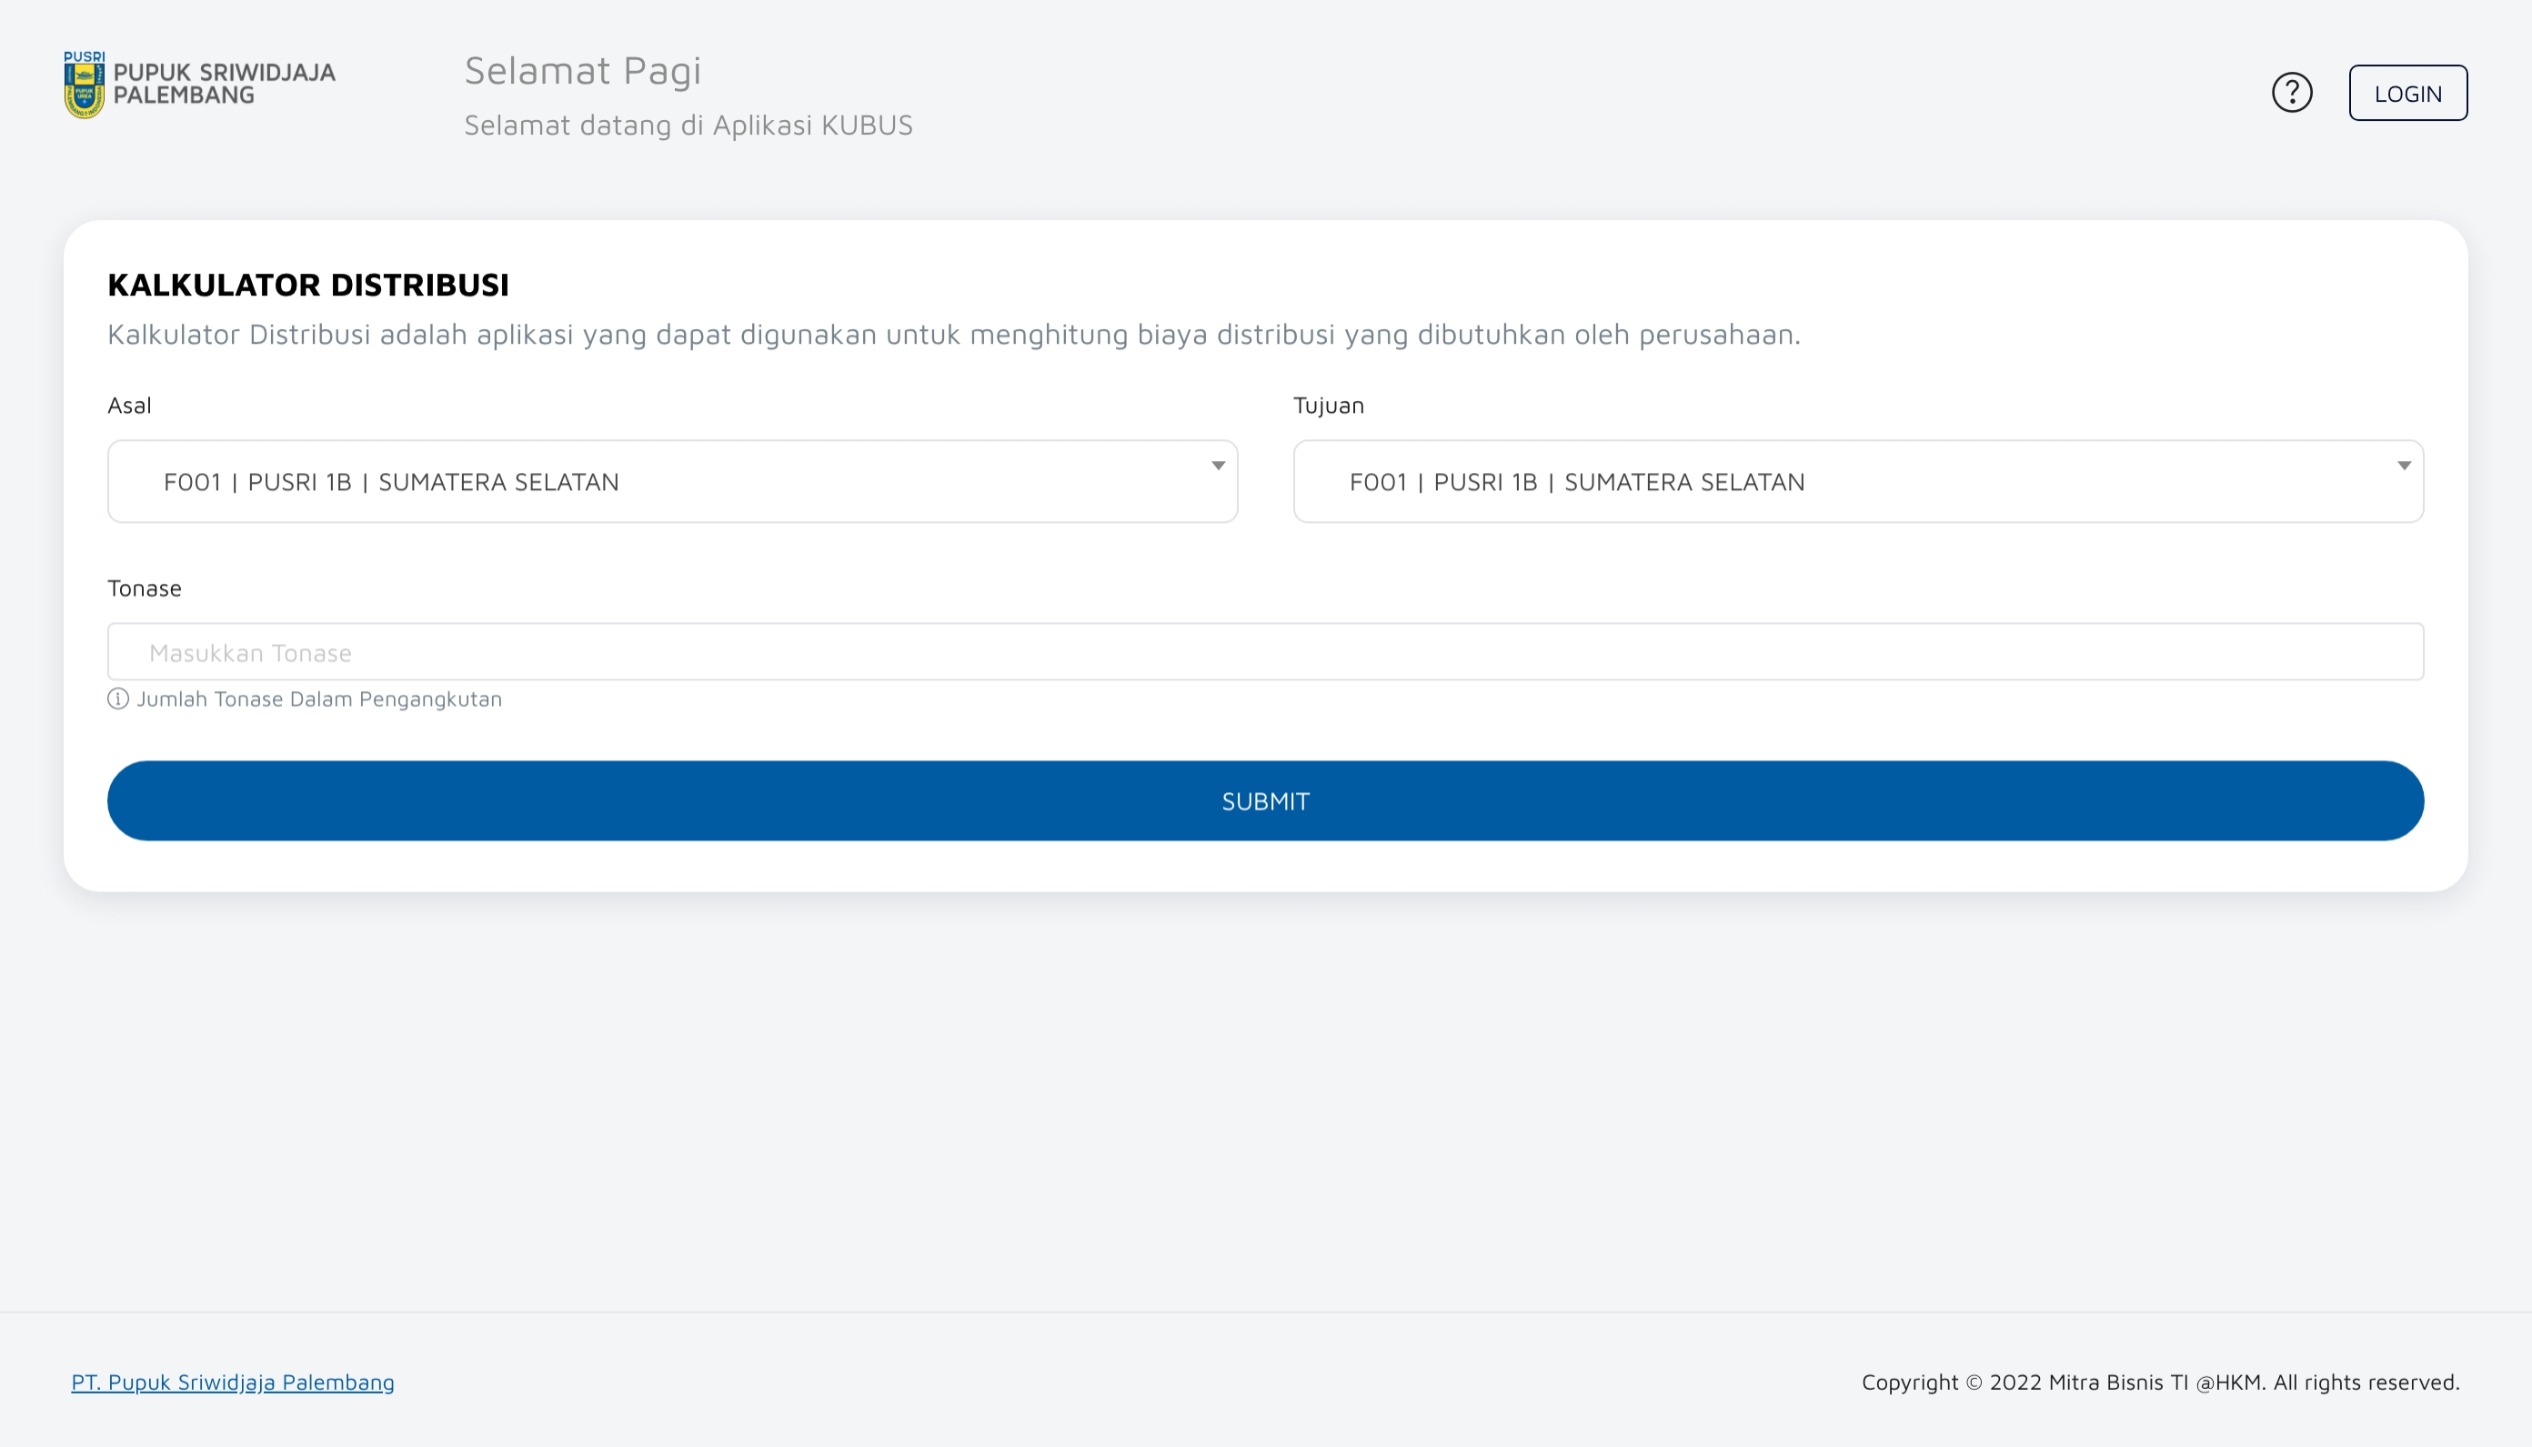 PUSRI
PUPUK SRIWIDJAJA
PALEMBANG
Selamat Pagi
Selamat datang di Aplikasi KUBUS
LOGIN
KALKULATOR DISTRIBUSI
Kalkulator Distribusi adalah aplikasi yang dapat digunakan untuk menghitung biaya distribusi yang dibutuhkan oleh perusahaan.
Asal
Tujuan
F001 | PUSRI 1B | SUMATERA SELATAN
F001 | PUSRI 1B | SUMATERA SELATAN
Tonase
Masukkan Tonase
Jumlah Tonase Dalam Pengangkutan
SUBMIT
PT. Pupuk Sriwidjaja Palembang
Copyright © 2022 Mitra Bisnis TI @HKM. All rights reserved.